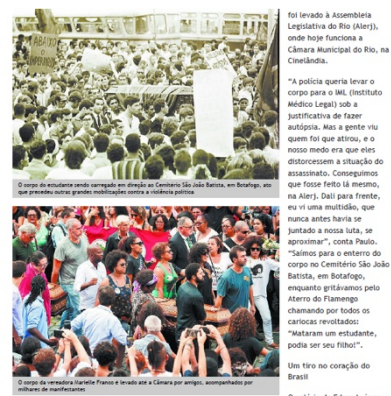 ABAIXO
foi levado à Assembleia
Legislativa do Rio (Alerj),
onde hoje funciona a
Câmara Municipal do Rio, na
Cinelândia.
“A polícia queria levar o
corpo para o IML (Instituto
Médico Legal) sob a
justificativa de fazer
autópsia. Mas a gente viu
quem foi que atirou, e o
nosso medo era que eles
distorcessem a situação do
assassinato. Conseguimos
que fosse feito lá mesmo,
na Alerj. Dali para frente,
eu vi uma multidão, que
nunca antes havia se
juntado a nossa luta, se
aproximar”, conta Paulo.
“Saímos para o enterro do
corpo no Cemitério São João
Batista, em Botafogo,
enquanto gritávamos pelo
Aterro do Flamengo
chamando por todos os
cariocas revoltados:
“Mataram um estudante,
podia ser seu filho!”.
Um tiro no coração do
Brasil
O corpo do estudante sendo carregado em direção ao Cemitério São João Batista, em Botafogo, ato
que precedeu outras grandes mobilizações contra a violência política.
O corpo da vereadora Marielle Franco é levado até a Câmara por amigos, acompanhados por
milhares de manifestantes